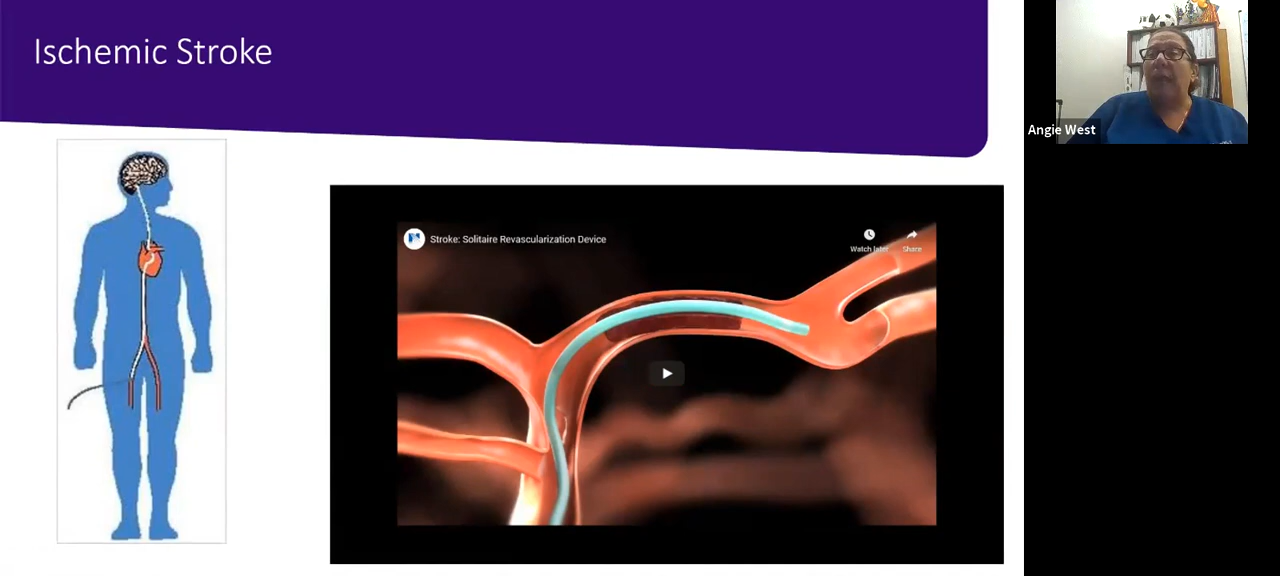 Ischemic Stroke
Angie West
Stroke: Solitaire Revascularization Device
Watch later
Share